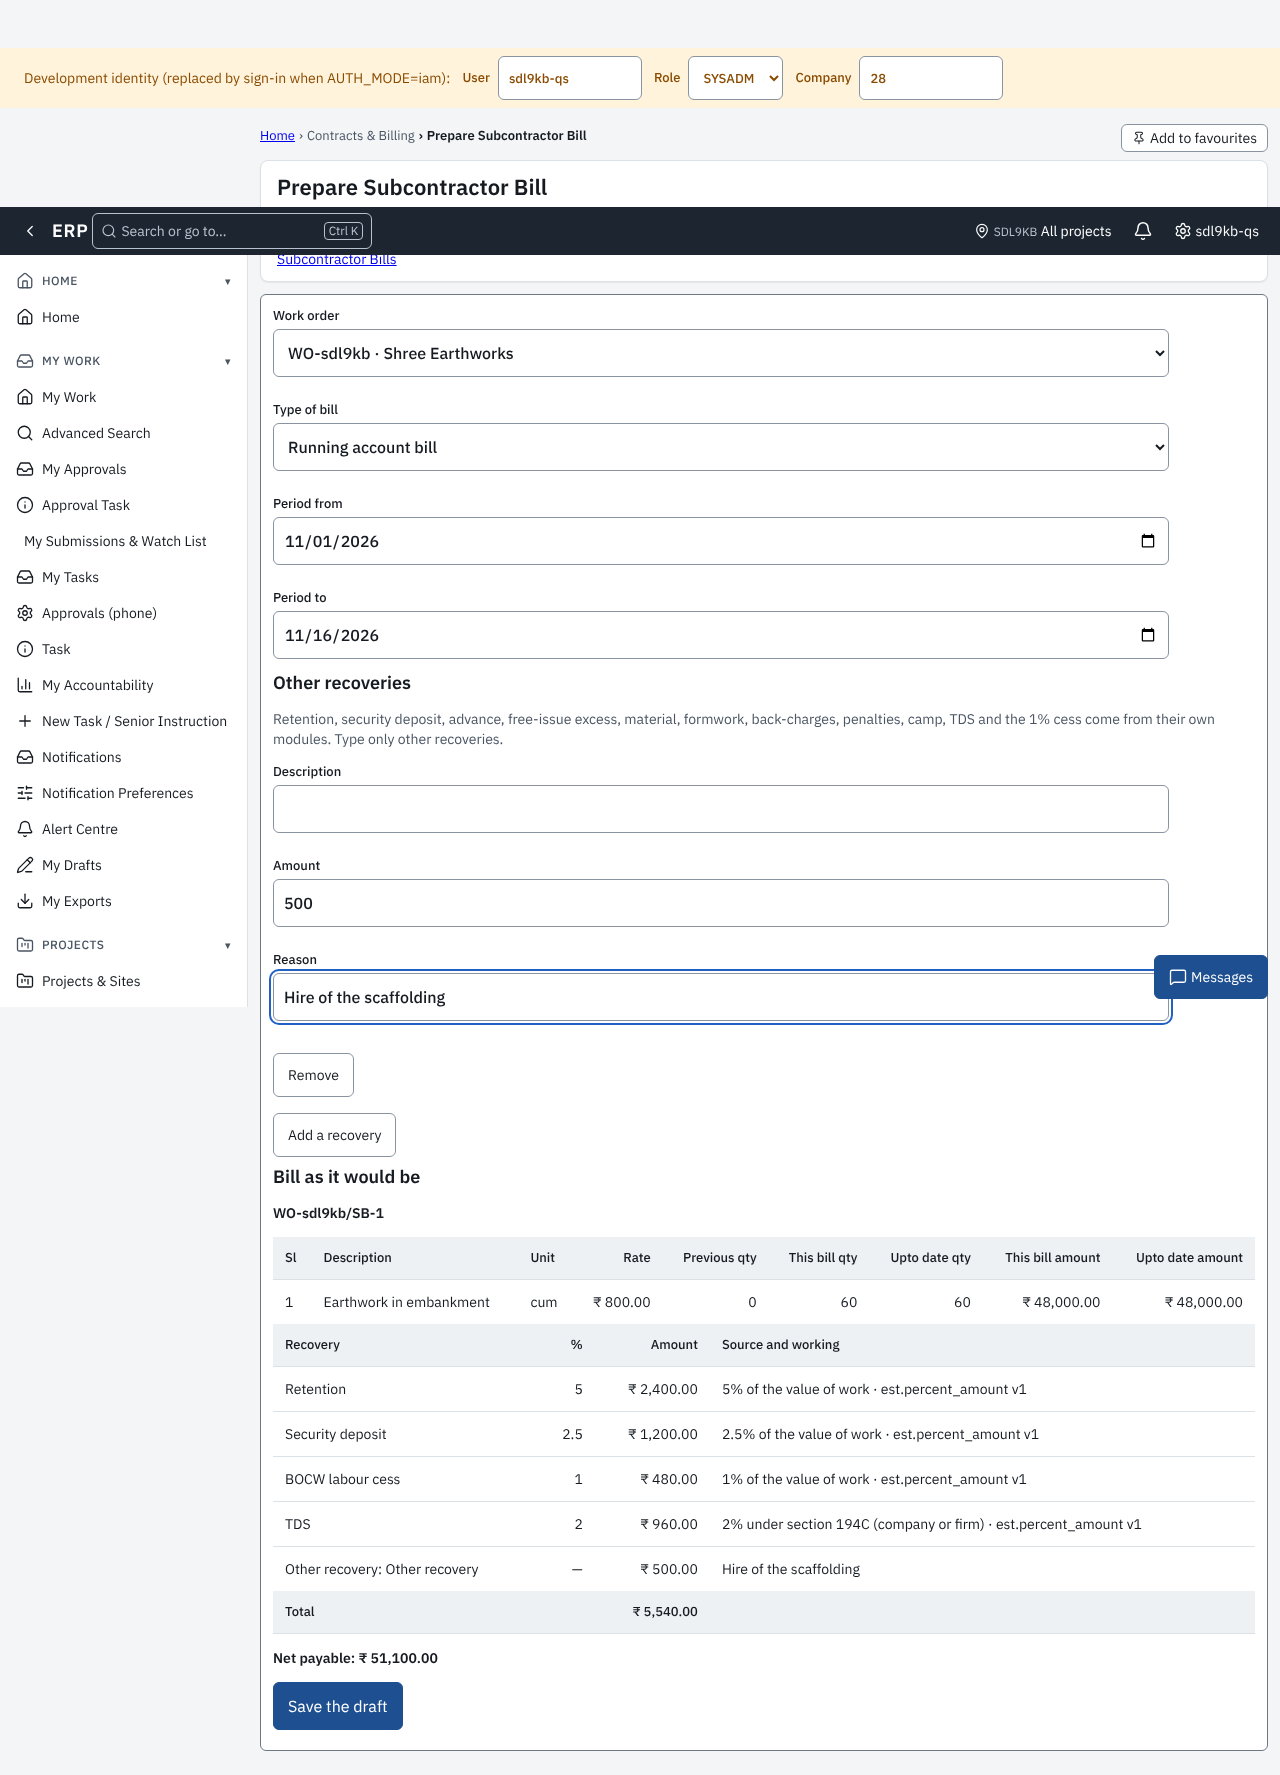 Development identity (replaced by sign-in when AUTH_MODE=iam): User sdl9kb-qs Role SYSADM Company 28
Home › Contracts & Billing › Prepare Subcontractor Bill
Add to favourites
Prepare Subcontractor Bill
ERP Search or go to... Ctrl K SDL9KB All projects sdl9kb-qs
Subcontractor Bills
HOME
Home
MY WORK
My Work
Advanced Search
My Approvals
Approval Task
My Submissions & Watch List
My Tasks
Approvals (phone)
Task
My Accountability
New Task / Senior Instruction
Notifications
Notification Preferences
Alert Centre
My Drafts
My Exports
PROJECTS
Projects & Sites
Work order
WO-sdl9kb · Shree Earthworks
Type of bill
Running account bill
Period from
11/01/2026
Period to
11/16/2026
Other recoveries
Retention, security deposit, advance, free-issue excess, material, formwork, back-charges, penalties, camp, TDS and the 1% cess come from their own
modules. Type only other recoveries.
Description
Amount
500
Reason
Hire of the scaffolding
Messages
Remove
Add a recovery
Bill as it would be
WO-sdl9kb/SB-1
Sl Description Unit Rate Previous qty This bill qty Upto date qty This bill amount Upto date amount
1 Earthwork in embankment cum ₹ 800.00 0 60 60 ₹ 48,000.00 ₹ 48,000.00
Recovery % Amount Source and working
Retention 5 ₹ 2,400.00 5% of the value of work · est.percent_amount v1
Security deposit 2.5 ₹ 1,200.00 2.5% of the value of work · est.percent_amount v1
BOCW labour cess 1 ₹ 480.00 1% of the value of work · est.percent_amount v1
TDS 2 ₹ 960.00 2% under section 194C (company or firm) · est.percent_amount v1
Other recovery: Other recovery — ₹ 500.00 Hire of the scaffolding
Total ₹ 5,540.00
Net payable: ₹ 51,100.00
Save the draft